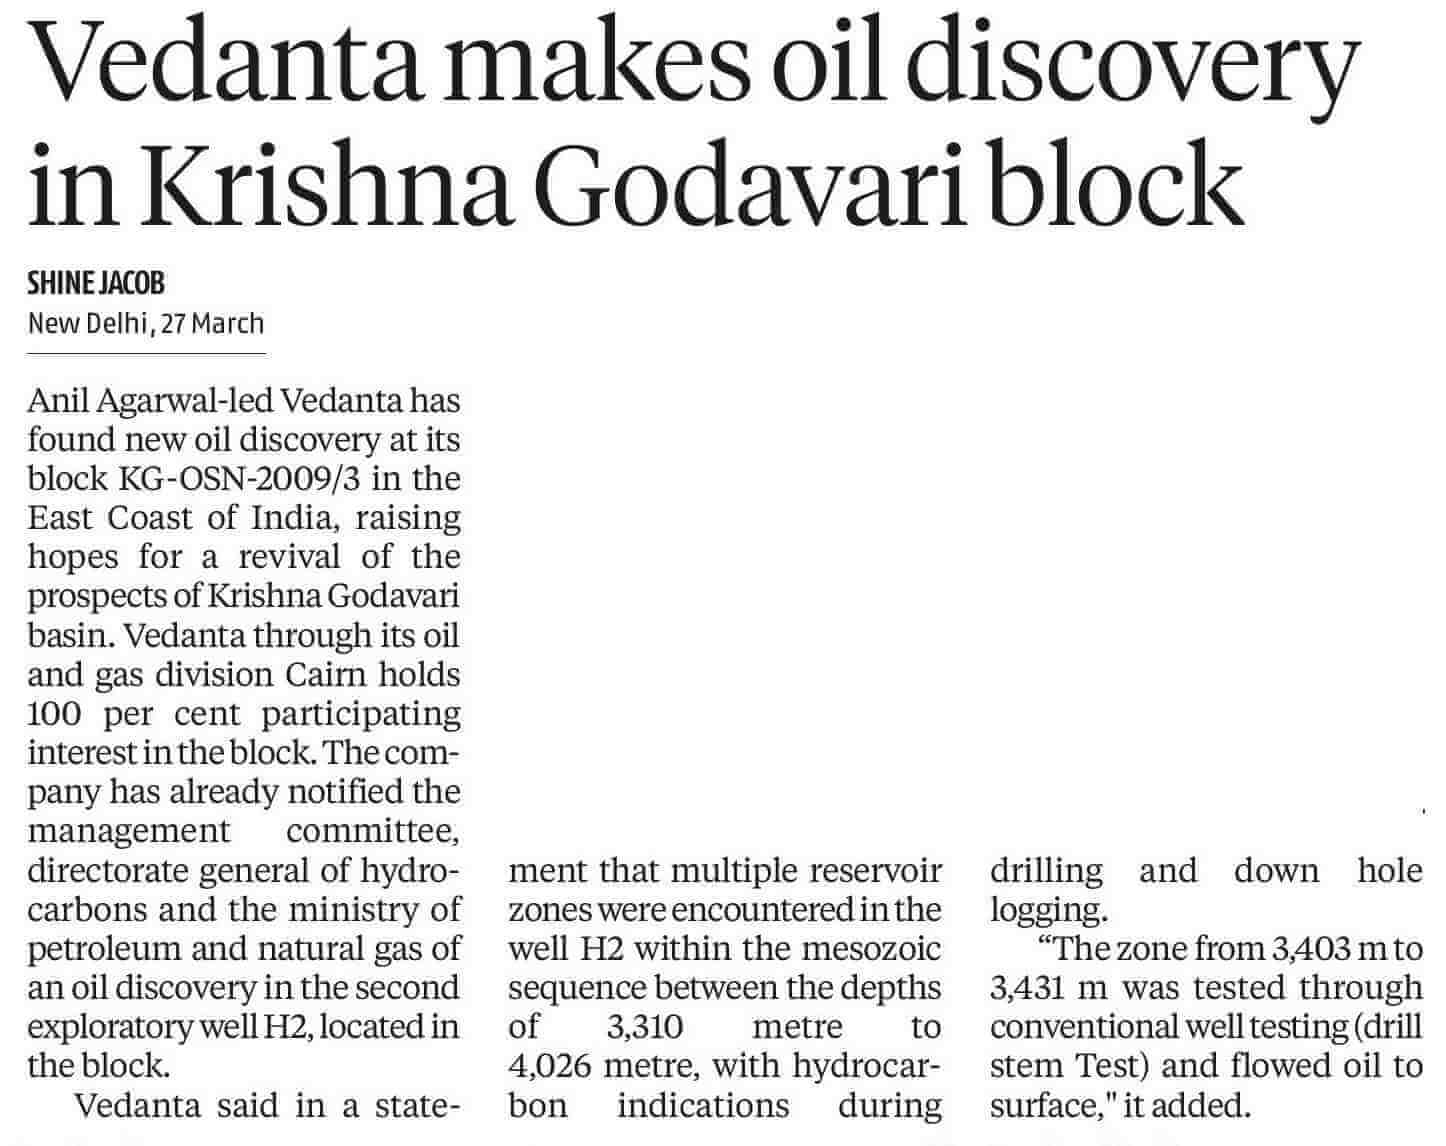 Vedanta makes oil discovery
in Krishna Godavari block
SHINE JACOB
New Delhi, 27 March
Anil Agarwal-led Vedanta has
found new oil discovery at its
block KG-OSN-2009/3 in the
East Coast of India, raising
hopes for a revival of the
prospects of Krishna Godavari
basin. Vedanta through its oil
and gas division Cairn holds
100 per cent participating
interest in the block. The com-
pany has already notified the
management committee,
directorate general of hydro-
carbons and the ministry of
petroleum and natural gas of
an oil discovery in the second
exploratory well H2, located in
the block.
Vedanta said in a state-
ment that multiple reservoir
zones were encountered in the
well H2 within the mesozoic
sequence between the depths
of 3,310 metre to
4,026 metre, with hydrocar-
bon indications during
drilling and down hole
logging.
“The zone from 3,403 m to
3,431 m was tested through
conventional well testing (drill
stem Test) and flowed oil to
surface," it added.